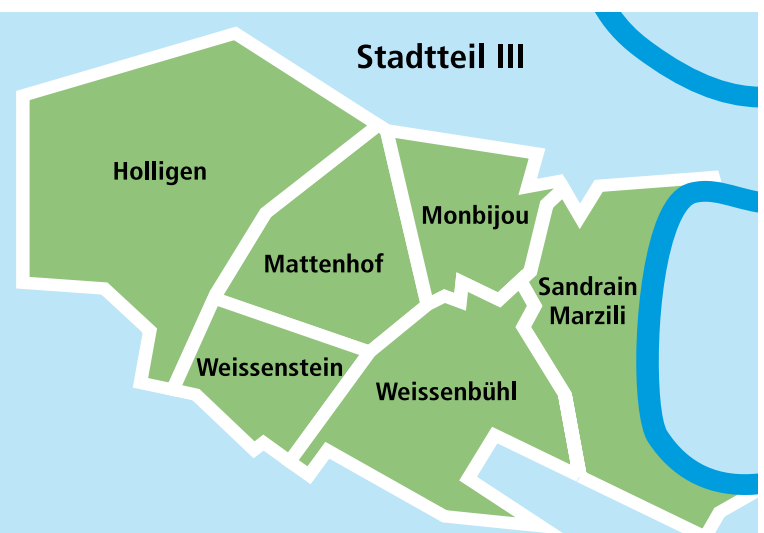 Stadtteil III
Holligen
Monbijou
Mattenhof
Sandrain
Marzili
Weissenstein
Weissenbühl